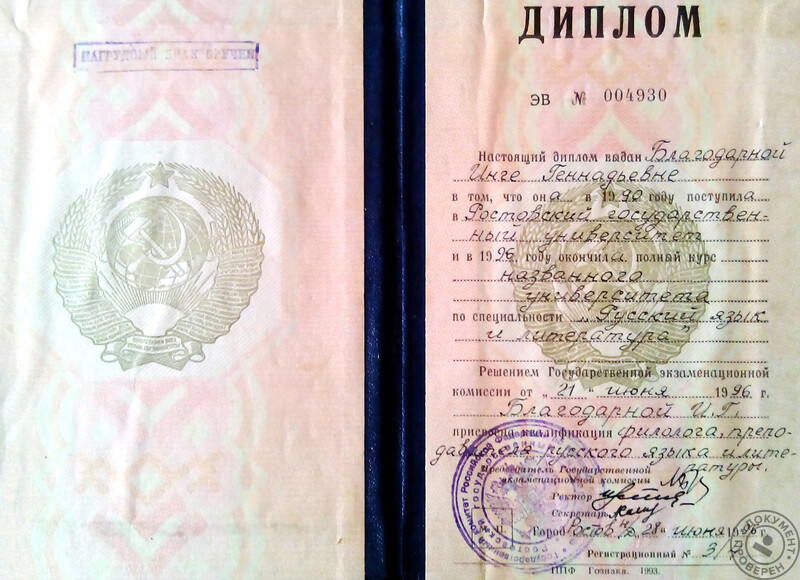 НАГРУДНЫЙ ЗНАК ВРУЧЕН
ДИПЛОМ
ЭВ № 004930
Настоящий диплом выдан Благодарной
Инге Геннадьевне
в том, что она в 1990 году поступила
в Ростовский государствен-
ный университет
и в 1996 году окончила полный курс
названного
университета
по специальности „Русский язык
и литература"
Решением Государственной экзаменационной
комиссии от „21" июня 1996 г.
Благодарной И.Г.
присвоена квалификация филолога, препо-
давателя русского языка и лите-
ратуры.
Председатель Государственной
экзаменационной комиссии
Ректор
Секретарь
М. П. Город Ростов н/Д 28 июня 1996 г.
Регистрационный №
ППФ Гознака. 1993.
ДОКУМЕНТ
ПРОВЕРЕН